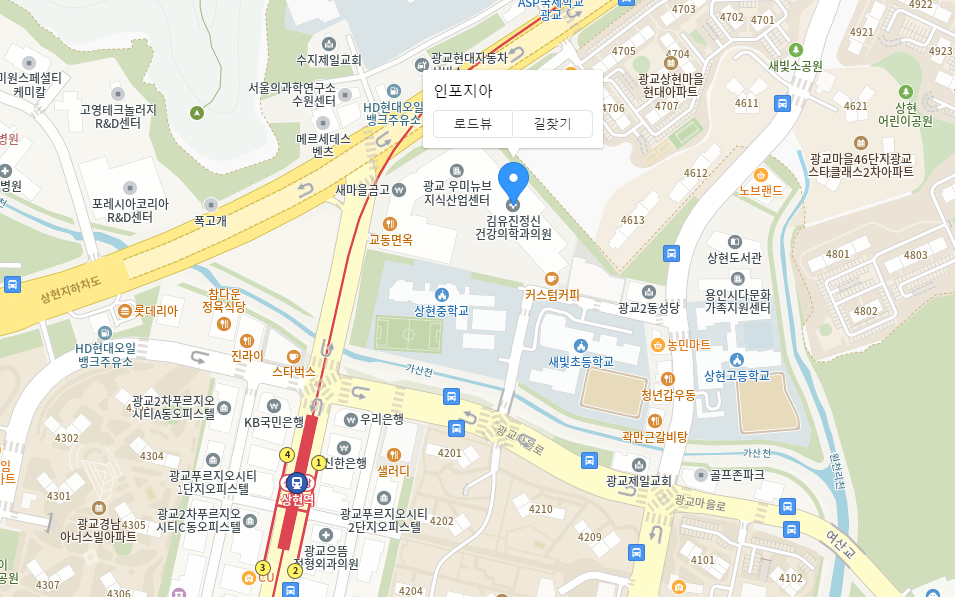 ASP국제학교
광교
4703
4702
4701
4922
4921
4923
수지제일교회
광교현대자동차
4705
4704
새빛소공원
미원스페셜티
케미칼
서울의과학연구소
수원센터
광교상현마을
현대아파트
인포지아
로드뷰
길찾기
고영테크놀러지
R&D센터
HD현대오일
뱅크주유소
4706
4707
4611
4621
상현
어린이공원
병원
메르세데스
벤츠
광교마을46단지광교
스타클래스2차아파트
병원
새마을금고
광교 우미뉴브
지식산업센터
4612
노브랜드
포레시아코리아
R&D센터
폭고개
김유진정신
건강의학과의원
4613
교동면옥
상현도서관
4801
4803
상현지하차도
참다운
정육식당
롯데리아
상현중학교
커스텀커피
광교2동성당
용인시다문화
가족지원센터
4802
HD현대오일
뱅크주유소
진라이
스타벅스
가산천
새빛초등학교
농민마트
상현고등학교
청년감우동
광교2차푸르지오
시티A동오피스텔
KB국민은행
우리은행
광교마을로
곽만근갈비탕
4302
4304
4
1
신한은행
샐러디
4201
가산천
원천리천
광교푸르지오시티
1단지오피스텔
상현역
광교제일교회
골프존파크
4301
광교경남
아너스빌아파트
4305
광교2차푸르지오
시티C동오피스텔
광교푸르지오시티
2단지오피스텔
4202
4210
광교마을로
4209
여산교
광교으뜸
정형외과의원
4101
3
2
CU
4307
4306
4204
4102